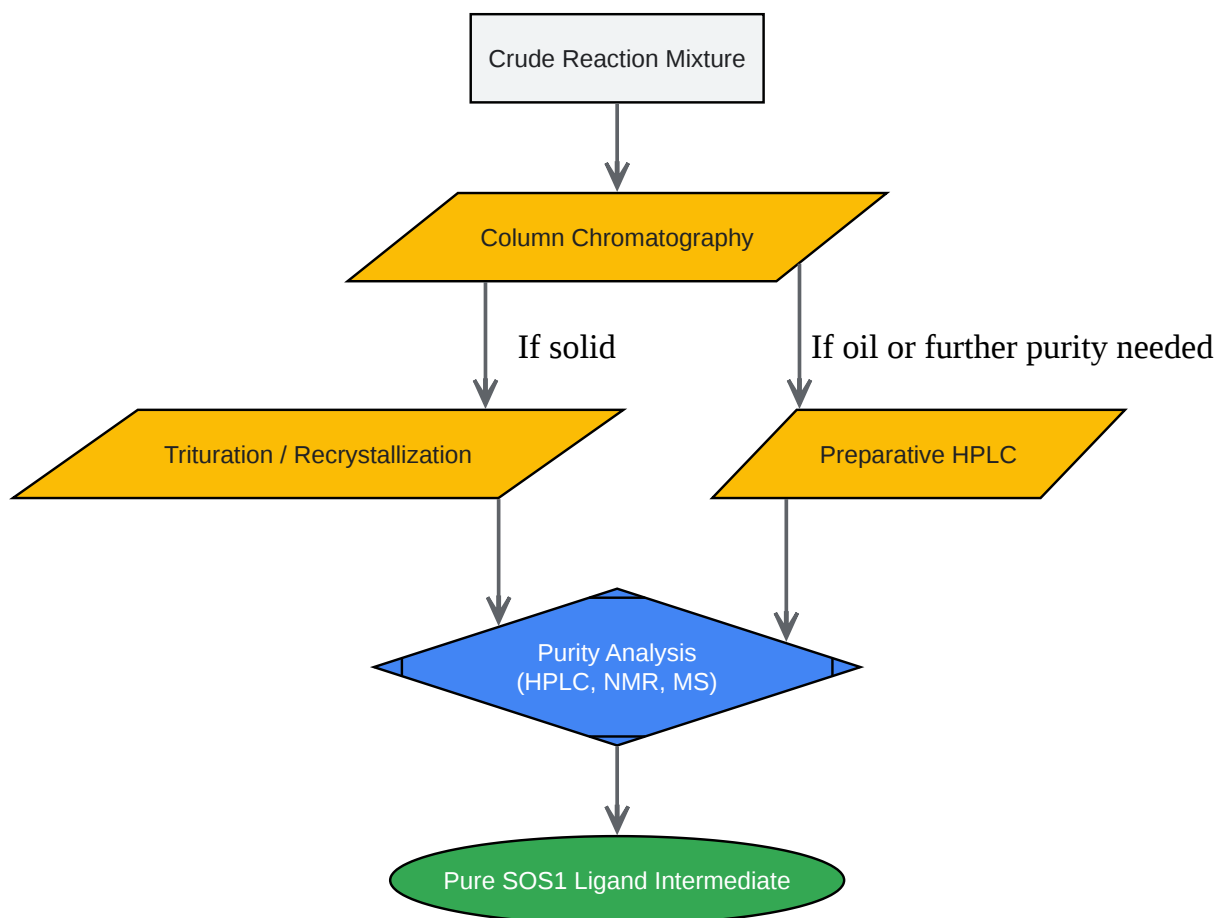 Crude Reaction Mixture
Column Chromatography
If solid
If oil or further purity needed
Trituration / Recrystallization
Preparative HPLC
Purity Analysis
(HPLC, NMR, MS)
Pure SOS1 Ligand Intermediate